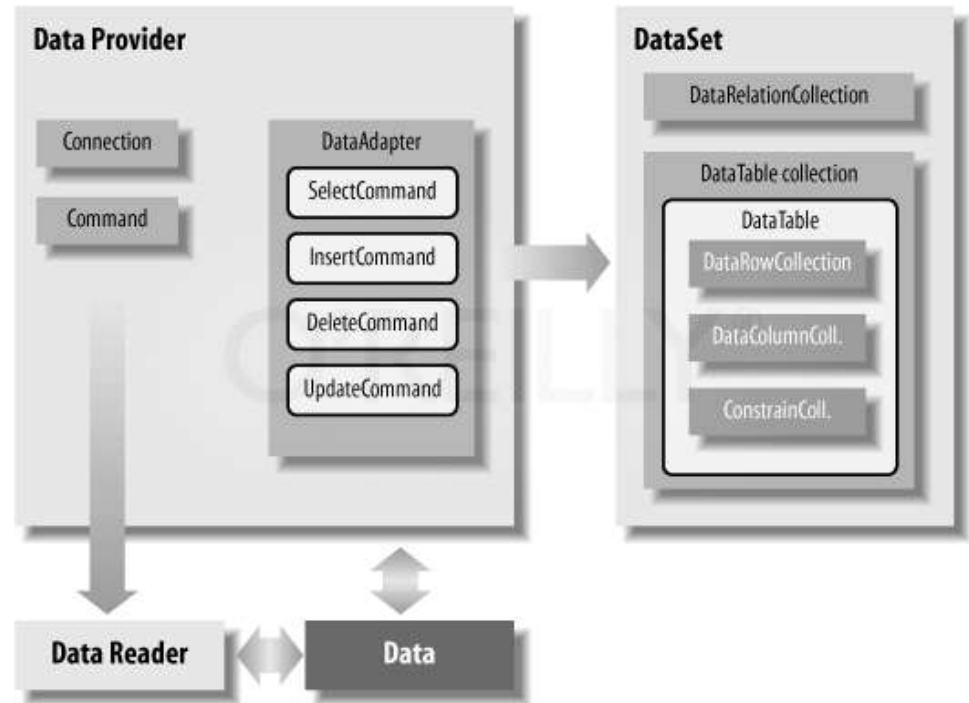 Data Provider
Connection
Command
DataAdapter
SelectCommand
InsertCommand
DeleteCommand
UpdateCommand
DataSet
DataRelationCollection
DataTable collection
DataTable
DataRowCollection
DataColumnColl.
ConstrainColl.
Data Reader
Data
O'REILLY®